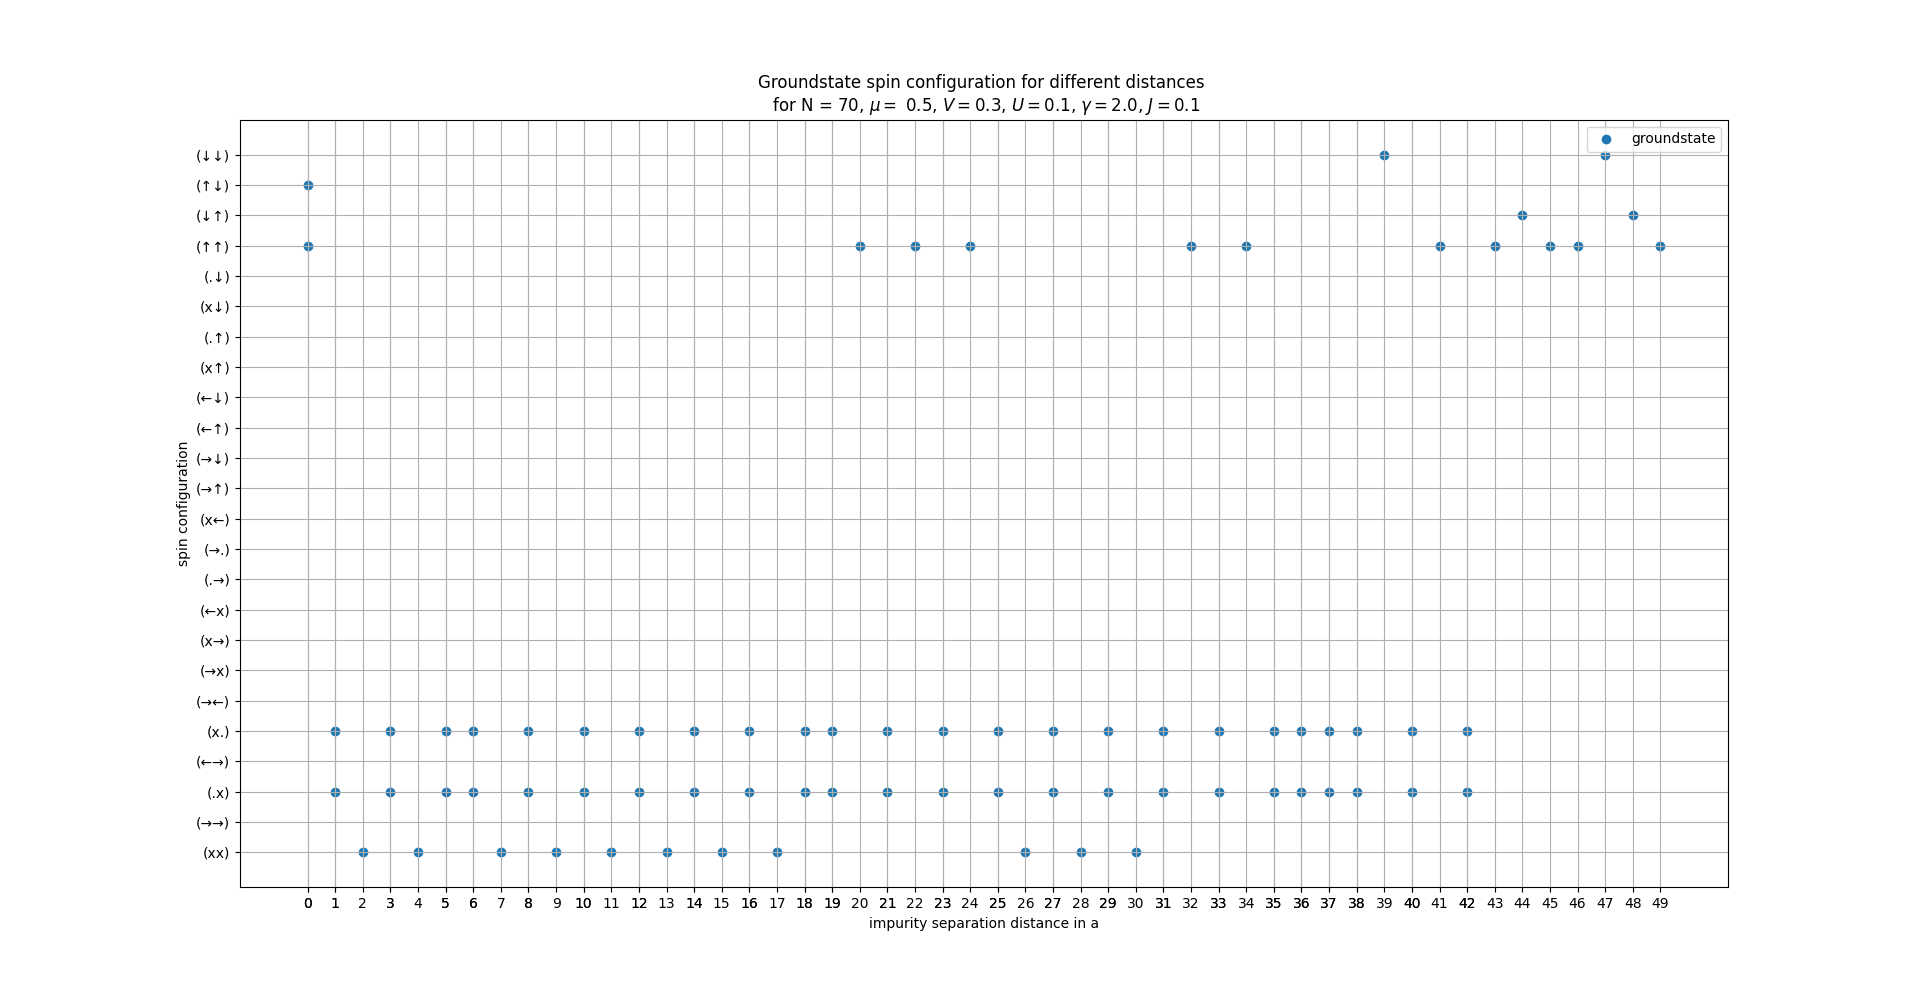 Groundstate spin configuration for different distances
for N = 70, μ = 0.5, V = 0.3, U = 0.1, γ = 2.0, J = 0.1
groundstate
(↓↓)
(↑↓)
(↓↑)
(↑↑)
(.↓)
(x↓)
(.↑)
(x↑)
(←↓)
(←↑)
(→↓)
(→↑)
(x←)
(→.)
(.→)
(←x)
(x→)
(→x)
(→←)
(x.)
(←→)
(.x)
(→→)
(xx)
spin configuration
0 1 2 3 4 5 6 7 8 9 10 11 12 13 14 15 16 17 18 19 20 21 22 23 24 25 26 27 28 29 30 31 32 33 34 35 36 37 38 39 40 41 42 43 44 45 46 47 48 49
impurity separation distance in a